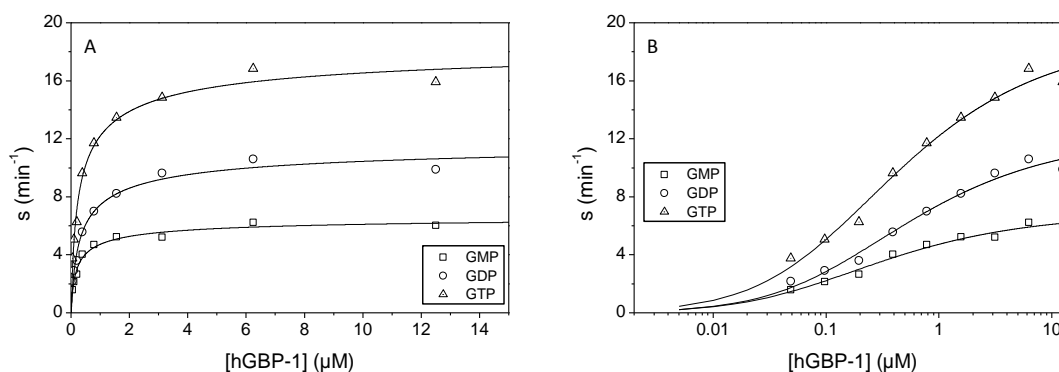 A
20
16
12
8
4
0
s (min⁻¹)
GMP
GDP
GTP
0 2 4 6 8 10 12 14
[hGBP-1] (µM)
B
20
16
12
8
4
0
s (min⁻¹)
GMP
GDP
GTP
0.01 0.1 1 10
[hGBP-1] (µM)